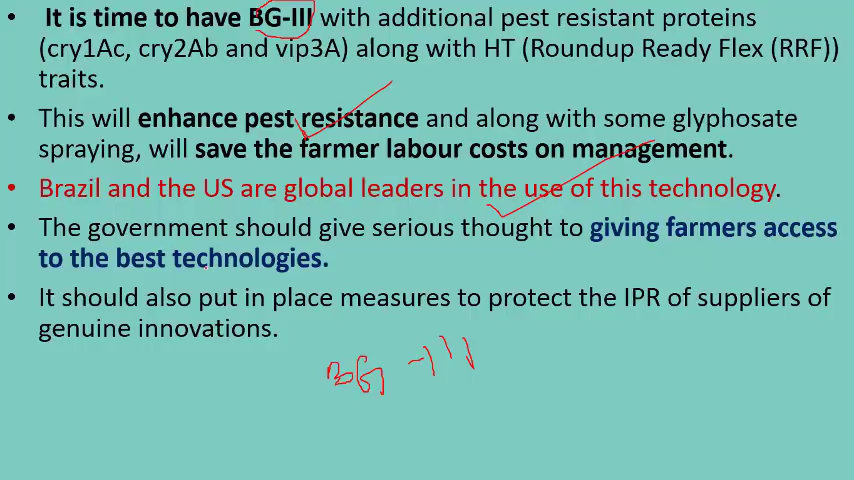 • It is time to have BG-III with additional pest resistant proteins
(cry1Ac, cry2Ab and vip3A) along with HT (Roundup Ready Flex (RRF))
traits.
• This will enhance pest resistance and along with some glyphosate
spraying, will save the farmer labour costs on management.
• Brazil and the US are global leaders in the use of this technology.
• The government should give serious thought to giving farmers access
to the best technologies.
• It should also put in place measures to protect the IPR of suppliers of
genuine innovations.
BG -III